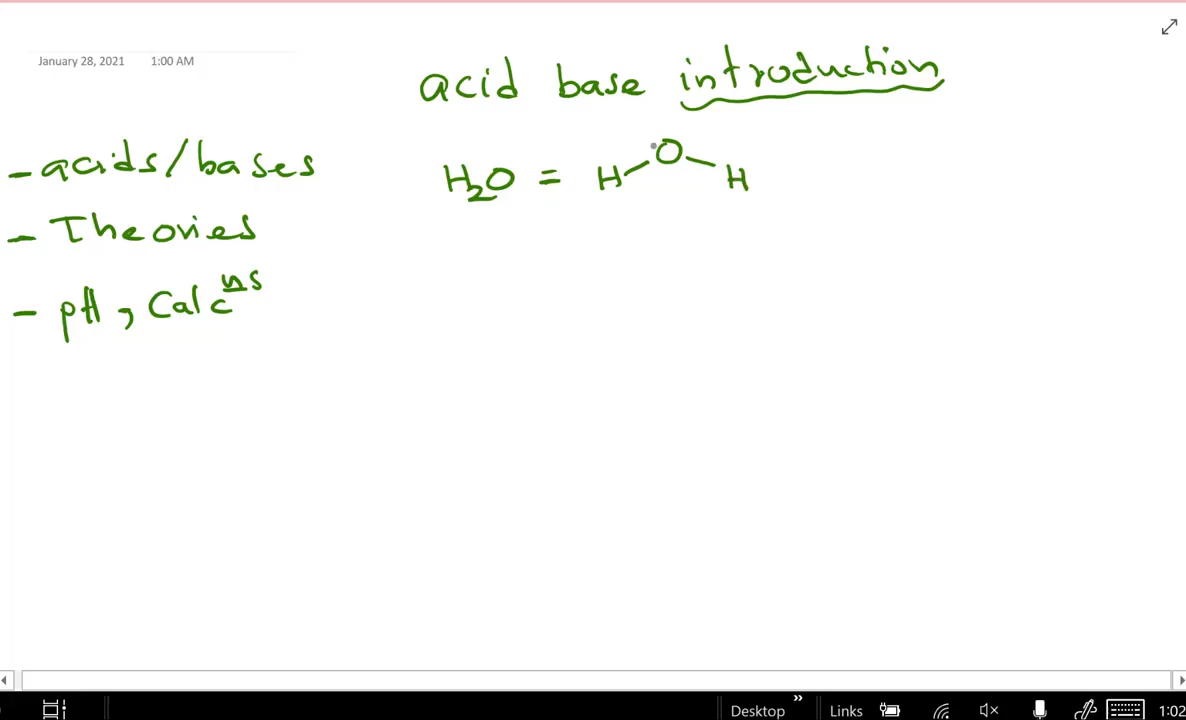 January 28, 2021 1:00 AM
acid base introduction
- acids/bases
H2O = H-O-H
- Theories
- pH, Calcns
Desktop » Links 1:02